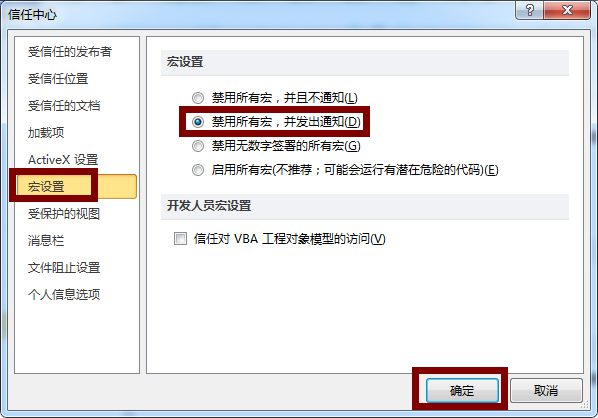 信任中心
受信任的发布者
受信任位置
受信任的文档
加载项
ActiveX 设置
宏设置
受保护的视图
消息栏
文件阻止设置
个人信息选项
宏设置
禁用所有宏，并且不通知(L)
禁用所有宏，并发出通知(D)
禁用无数字签署的所有宏(G)
启用所有宏(不推荐；可能会运行有潜在危险的代码)(E)
开发人员宏设置
信任对 VBA 工程对象模型的访问(V)
确定
取消